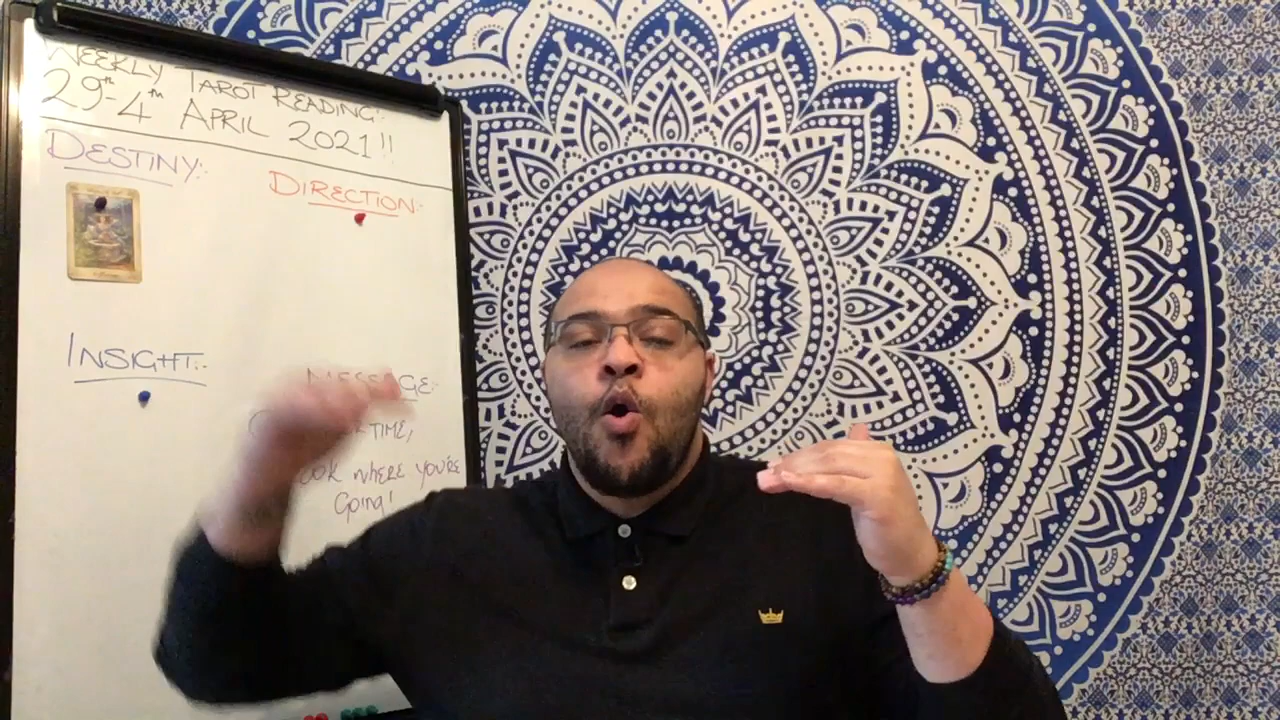 WEEKLY TAROT READING:-
29th-4th APRIL 2021!!
DESTINY:-
DIRECTION:-
INSIGHT:-
MESSAGE:-
TIME,
WHERE YOU'RE
GOING!